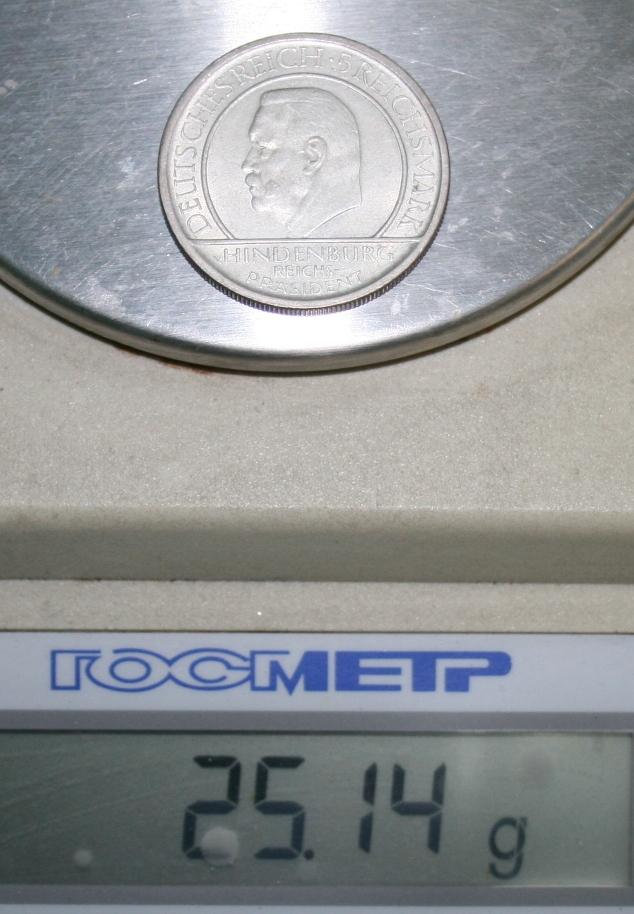 DEUTSCHES REICH · 5 REICHSMARK
v.HINDENBURG
REICHS-
PRÄSIDENT
ГОСМЕТР
25.14 g